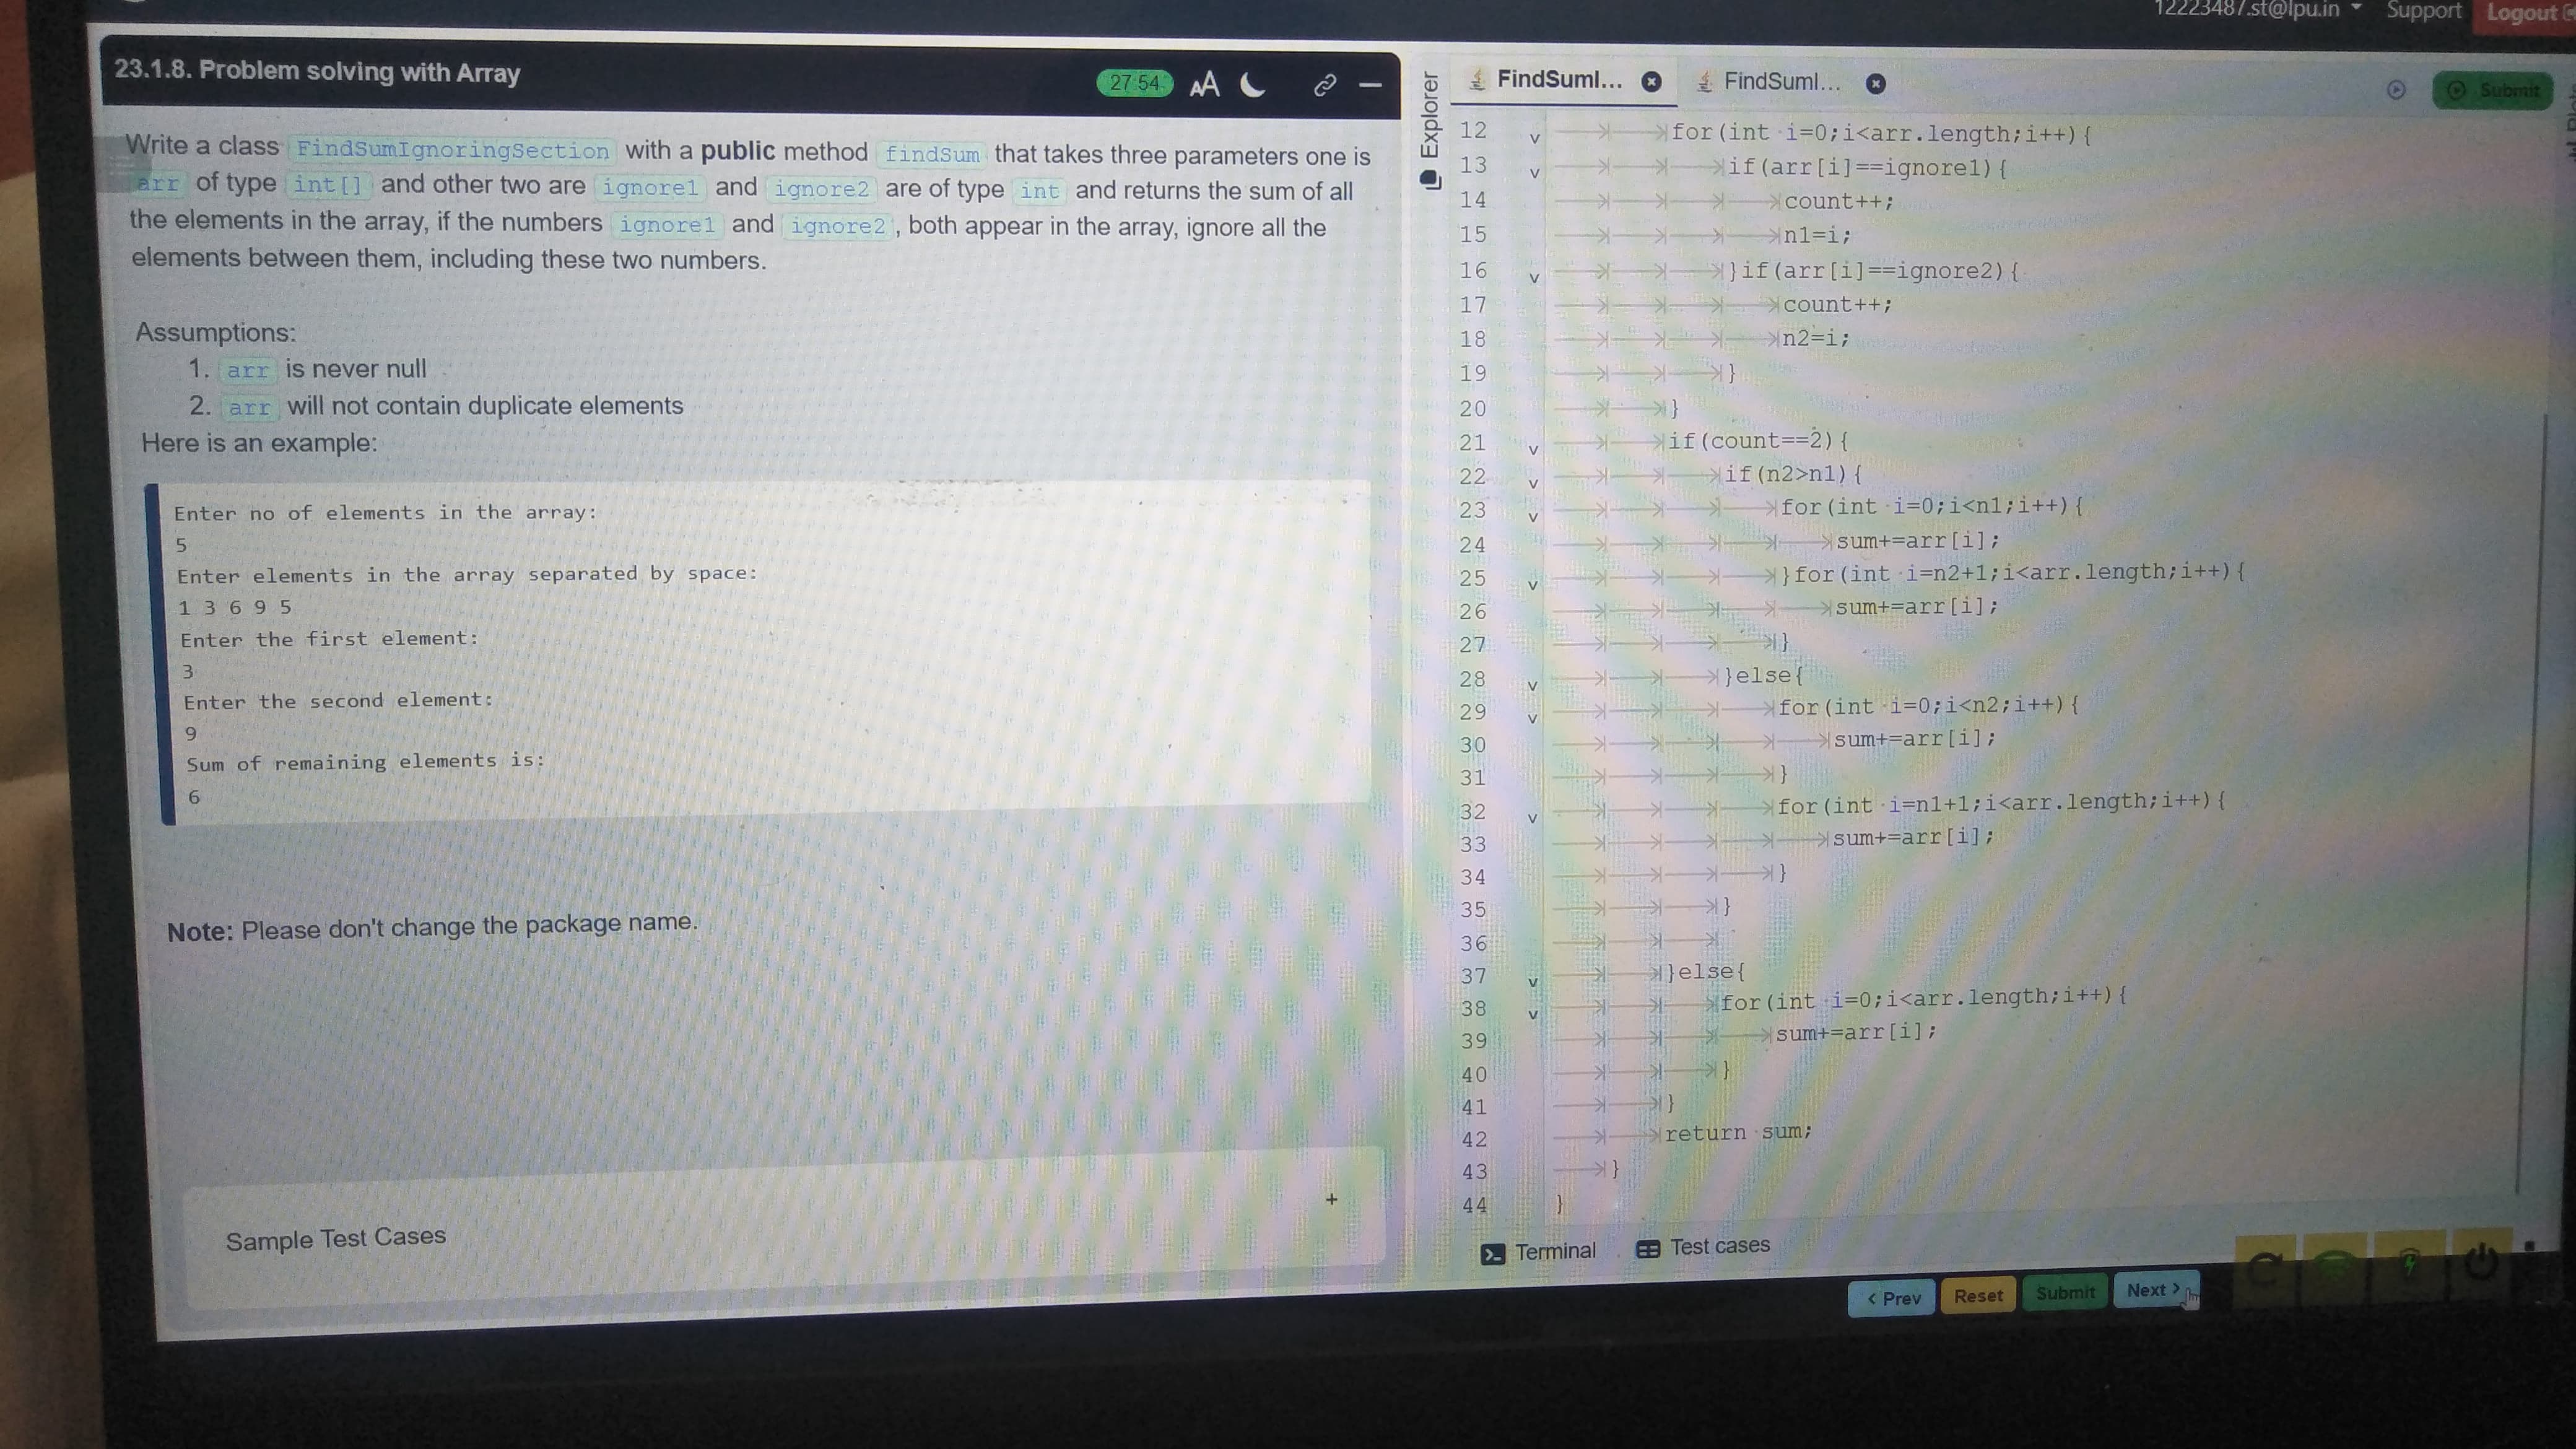 12223487.st@lpu.in Support Logout
23.1.8. Problem solving with Array
27:54 AA
Write a class FindSumIgnoringSection with a public method findSum that takes three parameters one is
arr of type int[] and other two are ignore1 and ignore2 are of type int and returns the sum of all
the elements in the array, if the numbers ignore1 and ignore2, both appear in the array, ignore all the
elements between them, including these two numbers.
Assumptions:
1. arr is never null
2. arr will not contain duplicate elements
Here is an example:
Enter no of elements in the array:
5
Enter elements in the array separated by space:
1 3 6 9 5
Enter the first element:
3
Enter the second element:
9
Sum of remaining elements is:
6
Note: Please don't change the package name.
Sample Test Cases
+
Explorer
FindSumI... FindSumI...
Submit
12 for(int i=0;i<arr.length;i++){
13 if(arr[i]==ignore1){
14 count++;
15 n1=i;
16 }if(arr[i]==ignore2){
17 count++;
18 n2=i;
19 }
20 }
21 if(count==2){
22 if(n2>n1){
23 for(int i=0;i<n1;i++){
24 sum+=arr[i];
25 }for(int i=n2+1;i<arr.length;i++){
26 sum+=arr[i];
27 }
28 }else{
29 for(int i=0;i<n2;i++){
30 sum+=arr[i];
31 }
32 for(int i=n1+1;i<arr.length;i++){
33 sum+=arr[i];
34 }
35 }
36
37 }else{
38 for(int i=0;i<arr.length;i++){
39 sum+=arr[i];
40 }
41 }
42 return sum;
43 }
44 }
Terminal Test cases
< Prev Reset Submit Next >